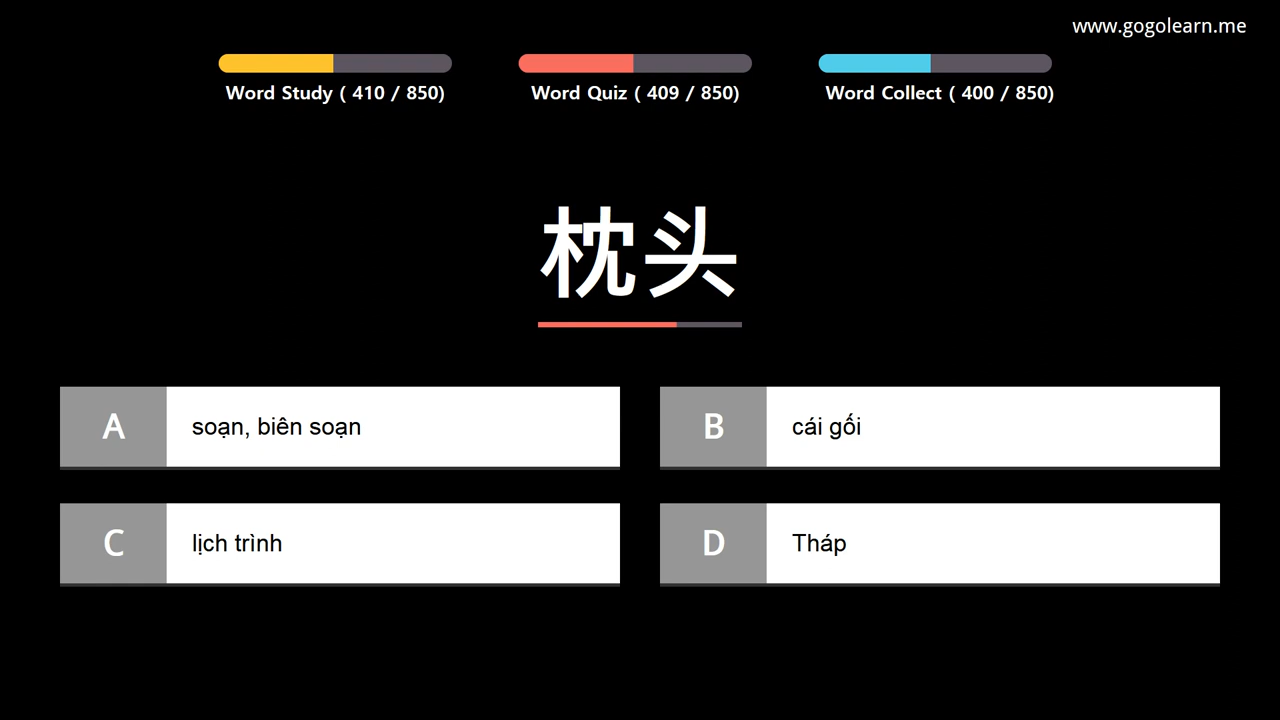 www.gogolearn.me
Word Study ( 410 / 850)
Word Quiz ( 409 / 850)
Word Collect ( 400 / 850)
枕头
A soạn, biên soạn
B cái gối
C lịch trình
D Tháp